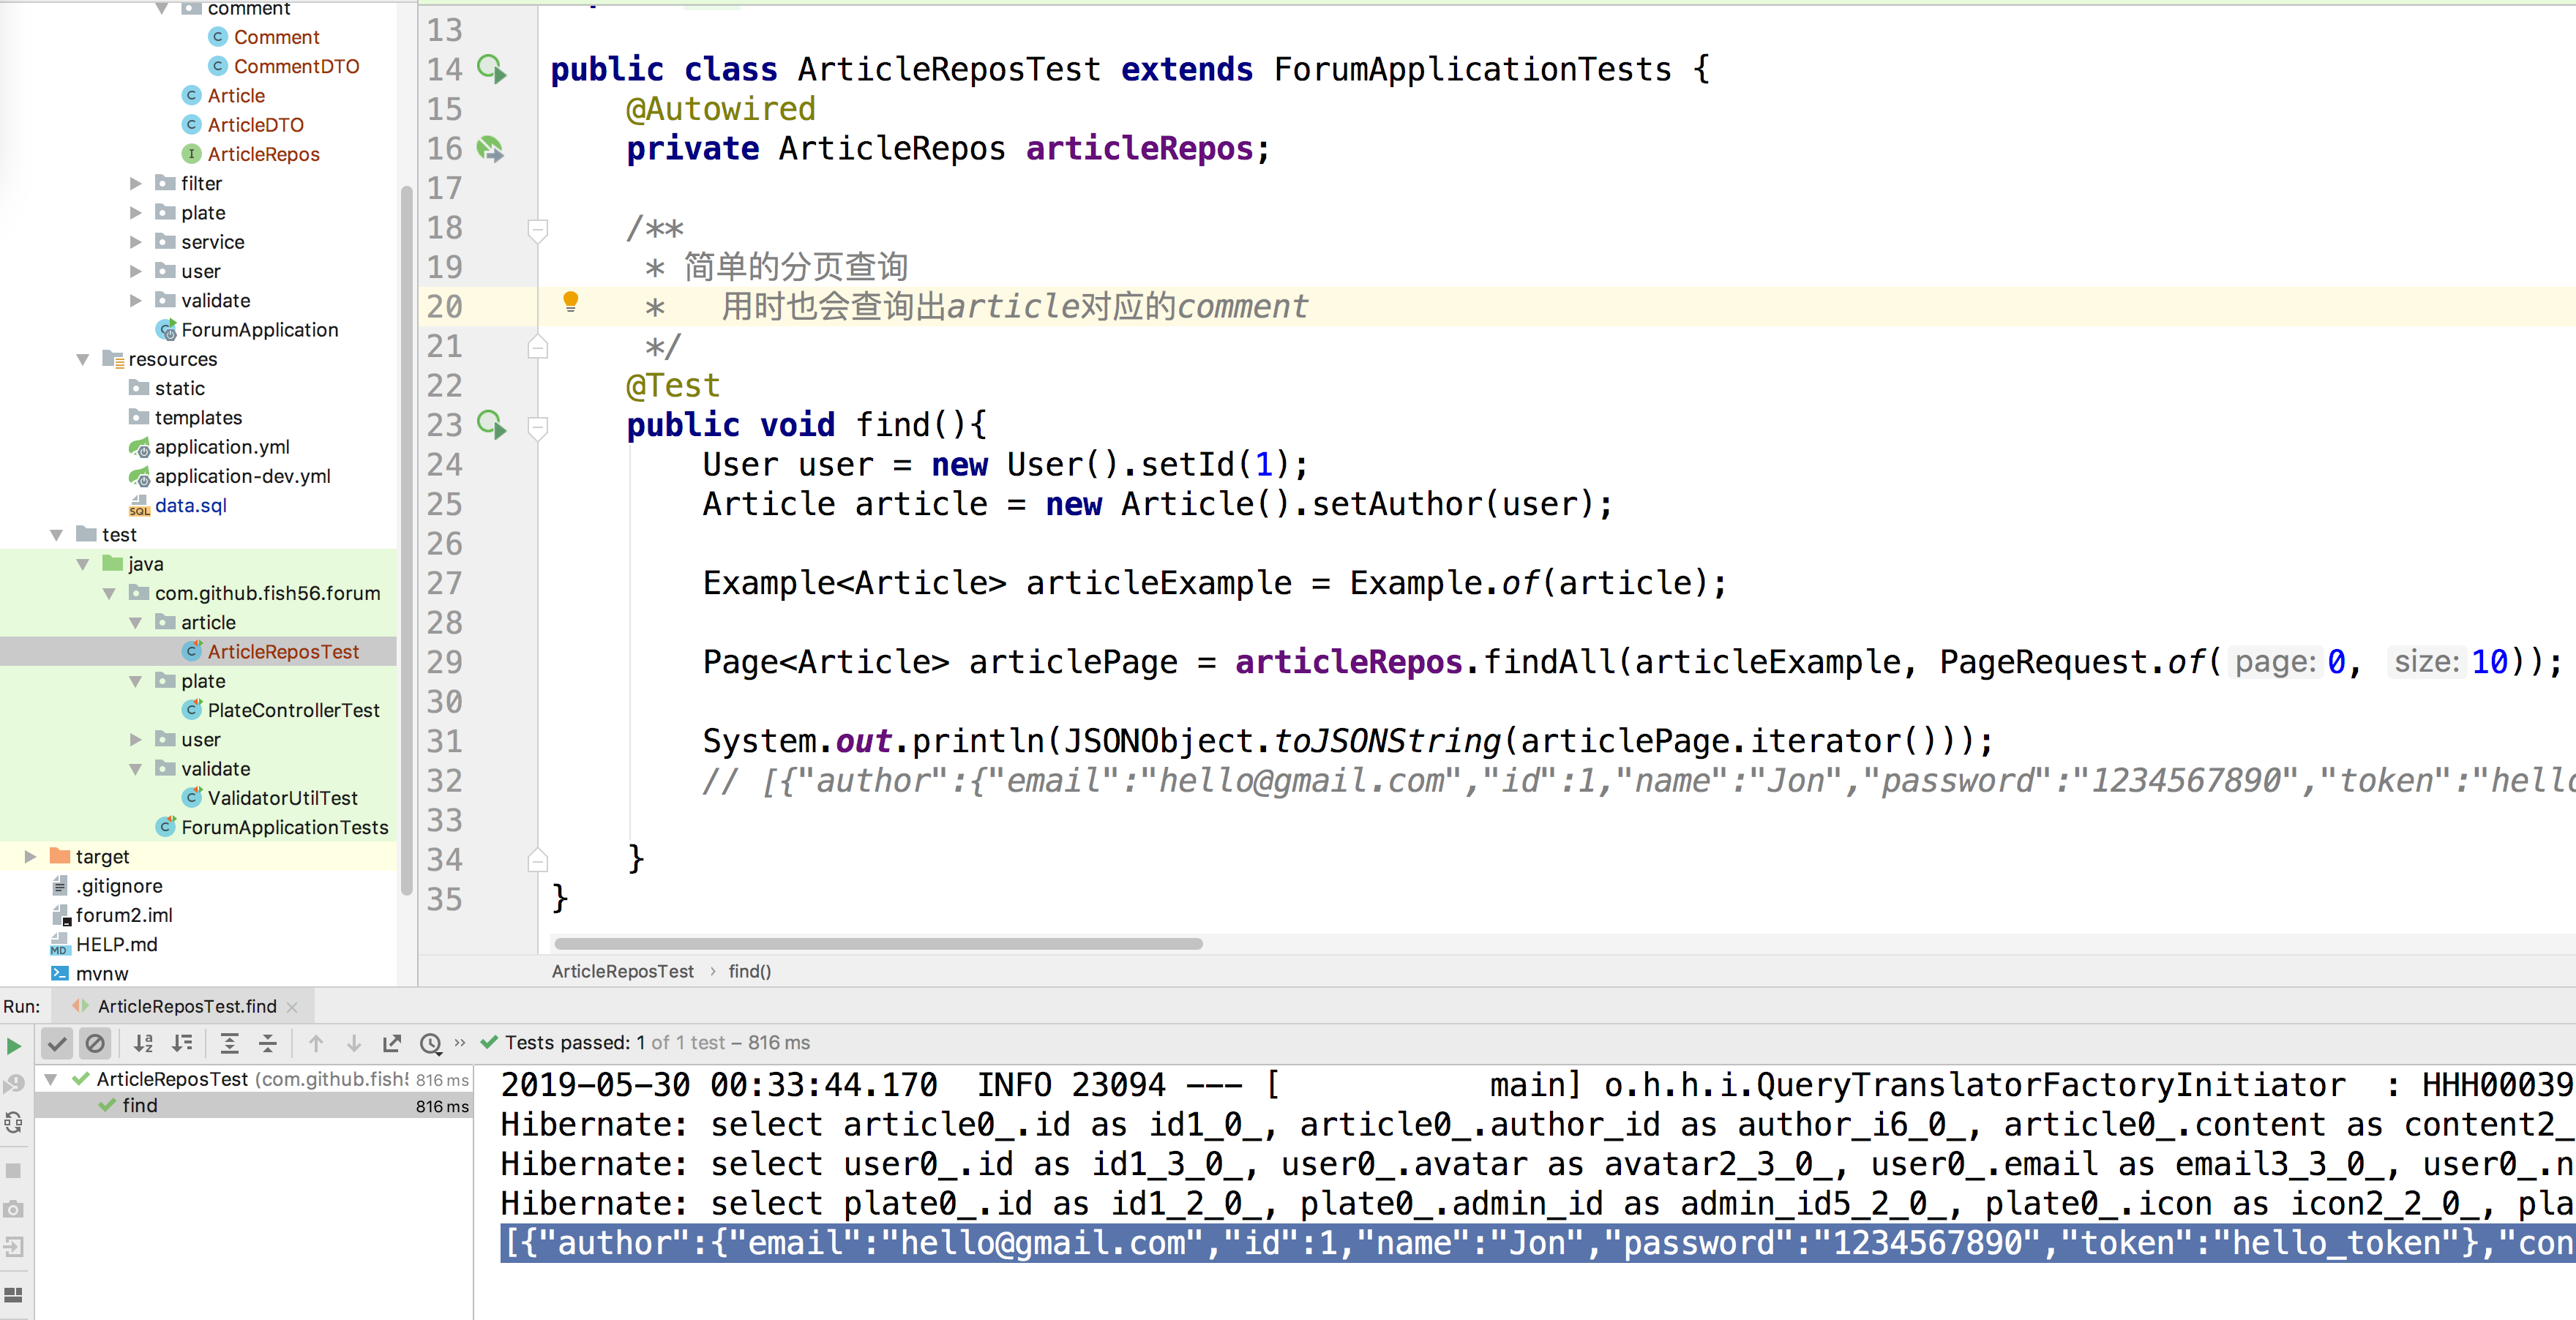 comment
Comment
CommentDTO
Article
ArticleDTO
ArticleRepos
filter
plate
service
user
validate
ForumApplication
resources
static
templates
application.yml
application-dev.yml
data.sql
test
java
com.github.fish56.forum
article
ArticleReposTest
plate
PlateControllerTest
user
validate
ValidatorUtilTest
ForumApplicationTests
target
.gitignore
forum2.iml
HELP.md
mvnw
13
14 public class ArticleReposTest extends ForumApplicationTests {
15 @Autowired
16 private ArticleRepos articleRepos;
17
18 /**
19 * 简单的分页查询
20 * 用时也会查询出article对应的comment
21 */
22 @Test
23 public void find(){
24 User user = new User().setId(1);
25 Article article = new Article().setAuthor(user);
26
27 Example<Article> articleExample = Example.of(article);
28
29 Page<Article> articlePage = articleRepos.findAll(articleExample, PageRequest.of( page: 0, size: 10));
30
31 System.out.println(JSONObject.toJSONString(articlePage.iterator()));
32 // [{"author":{"email":"hello@gmail.com","id":1,"name":"Jon","password":"1234567890","token":"hello
33
34 }
35 }
ArticleReposTest › find()
Run: ArticleReposTest.find ×
» Tests passed: 1 of 1 test – 816 ms
ArticleReposTest (com.github.fish! 816 ms
find 816 ms
2019-05-30 00:33:44.170 INFO 23094 --- [ main] o.h.h.i.QueryTranslatorFactoryInitiator : HHH00039
Hibernate: select article0_.id as id1_0_, article0_.author_id as author_i6_0_, article0_.content as content2_
Hibernate: select user0_.id as id1_3_0_, user0_.avatar as avatar2_3_0_, user0_.email as email3_3_0_, user0_.n
Hibernate: select plate0_.id as id1_2_0_, plate0_.admin_id as admin_id5_2_0_, plate0_.icon as icon2_2_0_, pla
[{"author":{"email":"hello@gmail.com","id":1,"name":"Jon","password":"1234567890","token":"hello_token"},"con